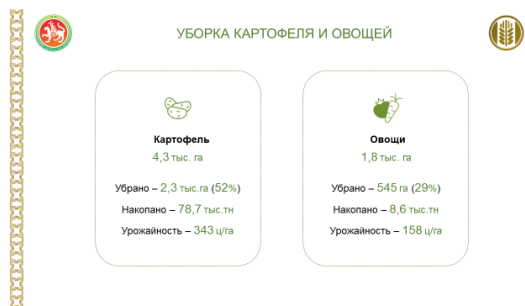 УБОРКА КАРТОФЕЛЯ И ОВОЩЕЙ
Картофель
4,3 тыс. га
Убрано – 2,3 тыс.га (52%)
Накопано – 78,7 тыс.тн
Урожайность – 343 ц/га
Овощи
1,8 тыс. га
Убрано – 545 га (29%)
Накопано – 8,6 тыс.тн
Урожайность – 158 ц/га